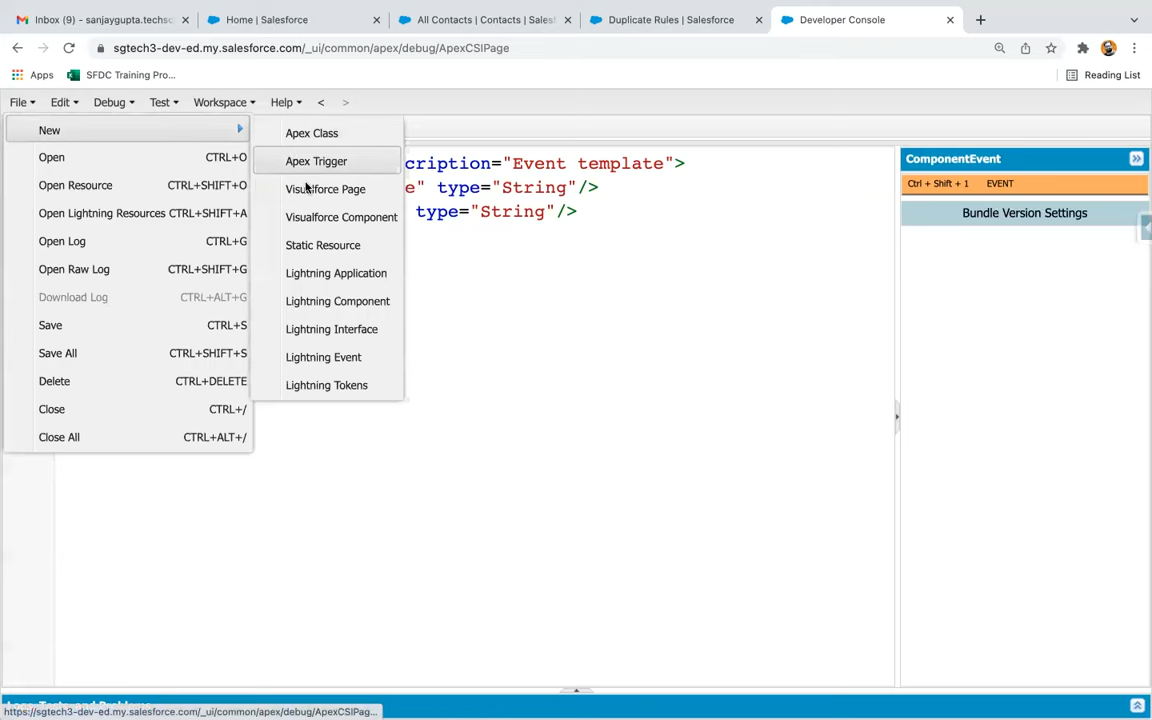 Inbox (9) - sanjaygupta.techsc
Home | Salesforce
All Contacts | Contacts | Sales
Duplicate Rules | Salesforce
Developer Console
sgtech3-dev-ed.my.salesforce.com/_ui/common/apex/debug/ApexCSIPage
Apps
SFDC Training Pro...
Reading List
File
Edit
Debug
Test
Workspace
Help
<
>
New
Open CTRL+O
Open Resource CTRL+SHIFT+O
Open Lightning Resources CTRL+SHIFT+A
Open Log CTRL+G
Open Raw Log CTRL+SHIFT+G
Download Log CTRL+ALT+G
Save CTRL+S
Save All CTRL+SHIFT+S
Delete CTRL+DELETE
Close CTRL+/
Close All CTRL+ALT+/
Apex Class
Apex Trigger
Visualforce Page
Visualforce Component
Static Resource
Lightning Application
Lightning Component
Lightning Interface
Lightning Event
Lightning Tokens
cription="Event template">
e" type="String"/>
type="String"/>
ComponentEvent
Ctrl + Shift + 1 EVENT
Bundle Version Settings
https://sgtech3-dev-ed.my.salesforce.com/_ui/common/apex/debug/ApexCSIPag...